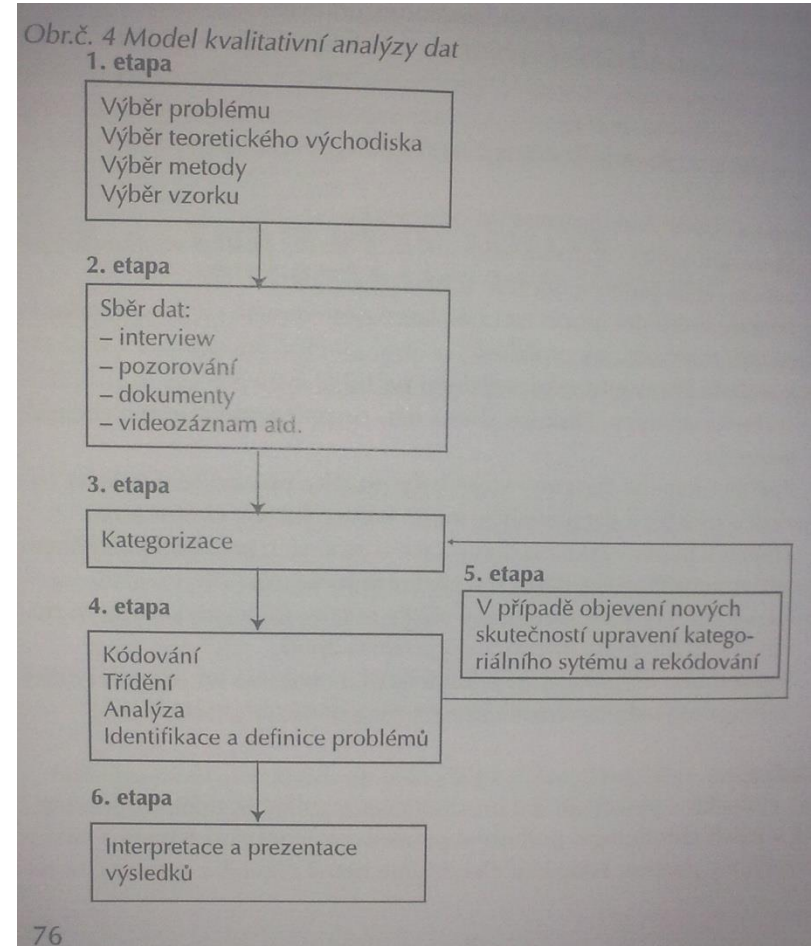 Obr.č. 4 Model kvalitativní analýzy dat
1. etapa
Výběr problému
Výběr teoretického východiska
Výběr metody
Výběr vzorku
2. etapa
Sběr dat:
– interview
– pozorování
– dokumenty
– videozáznam atd.
3. etapa
Kategorizace
4. etapa
Kódování
Třídění
Analýza
Identifikace a definice problémů
5. etapa
V případě objevení nových
skutečností upravení katego-
riálního sytému a rekódování
6. etapa
Interpretace a prezentace
výsledků
76